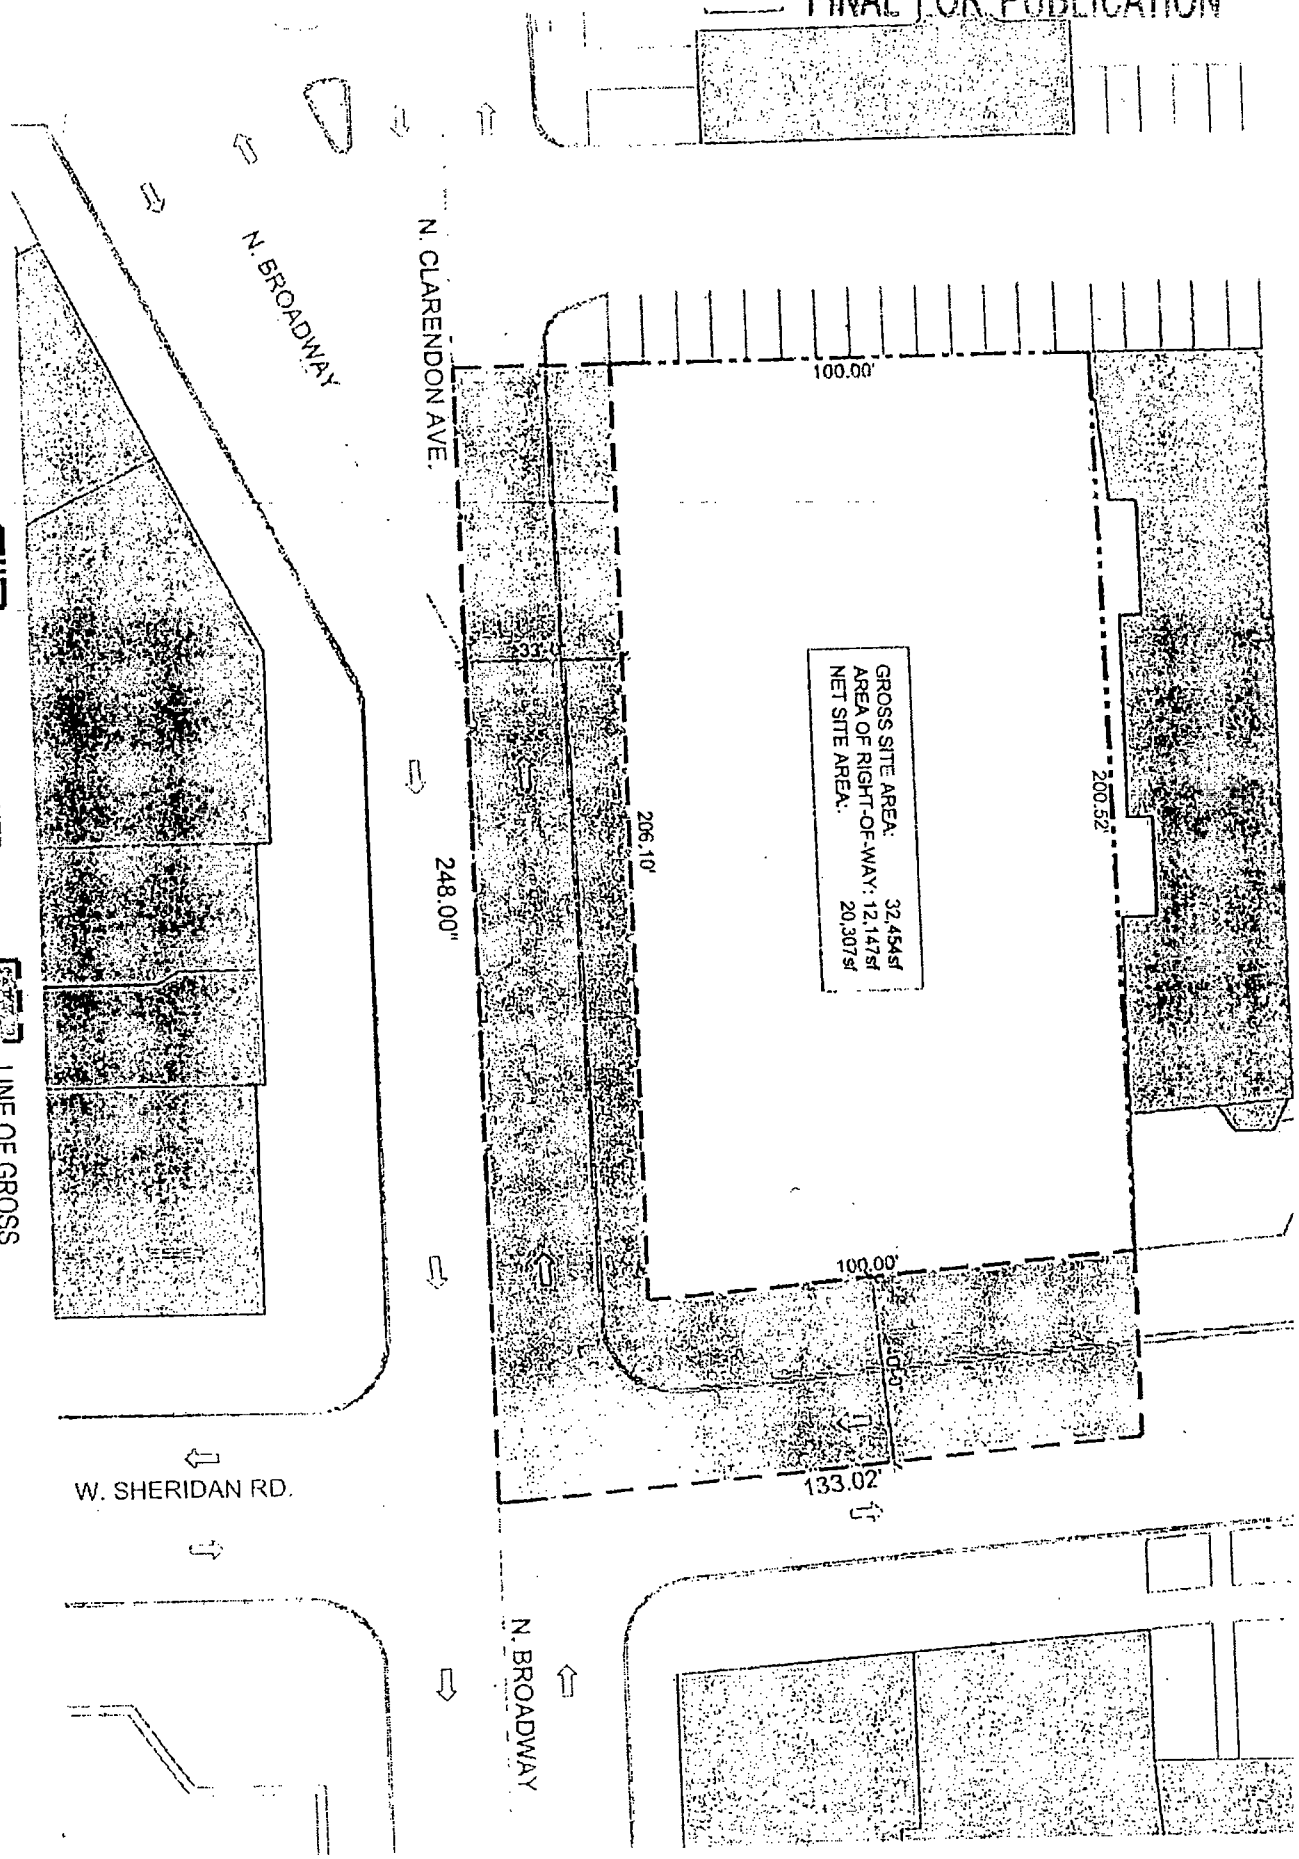 FINAL FOR PUBLICATION
N. BROADWAY
N. CLARENDON AVE.
100.00'
GROSS SITE AREA: 32,454sf
AREA OF RIGHT-OF-WAY: 12,147sf
NET SITE AREA: 20,307sf
200.52'
206.10'
248.00"
100.00'
133.02'
W. SHERIDAN RD.
N. BROADWAY
LINE OF GROSS